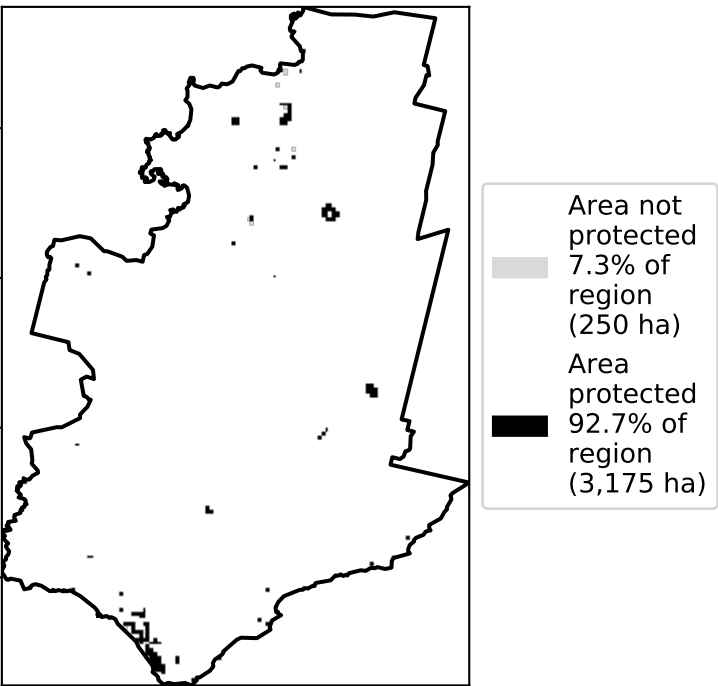 Area not
protected
7.3% of
region
(250 ha)
Area
protected
92.7% of
region
(3,175 ha)